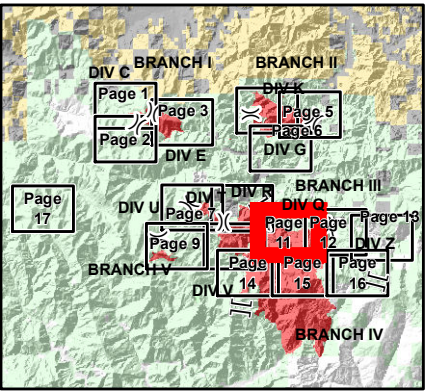 BRANCH I
BRANCH II
DIV C
DIV K
Page 1
Page 3
Page 5
Page 2
Page 6
DIV E
DIV G
BRANCH III
Page
17
DIV U
DIV R
DIV Q
Page 7
Page
11
Page
12
Page 13
Page 9
DIV Z
BRANCH V
Page
14
Page
15
Page
16
DIV V
BRANCH IV